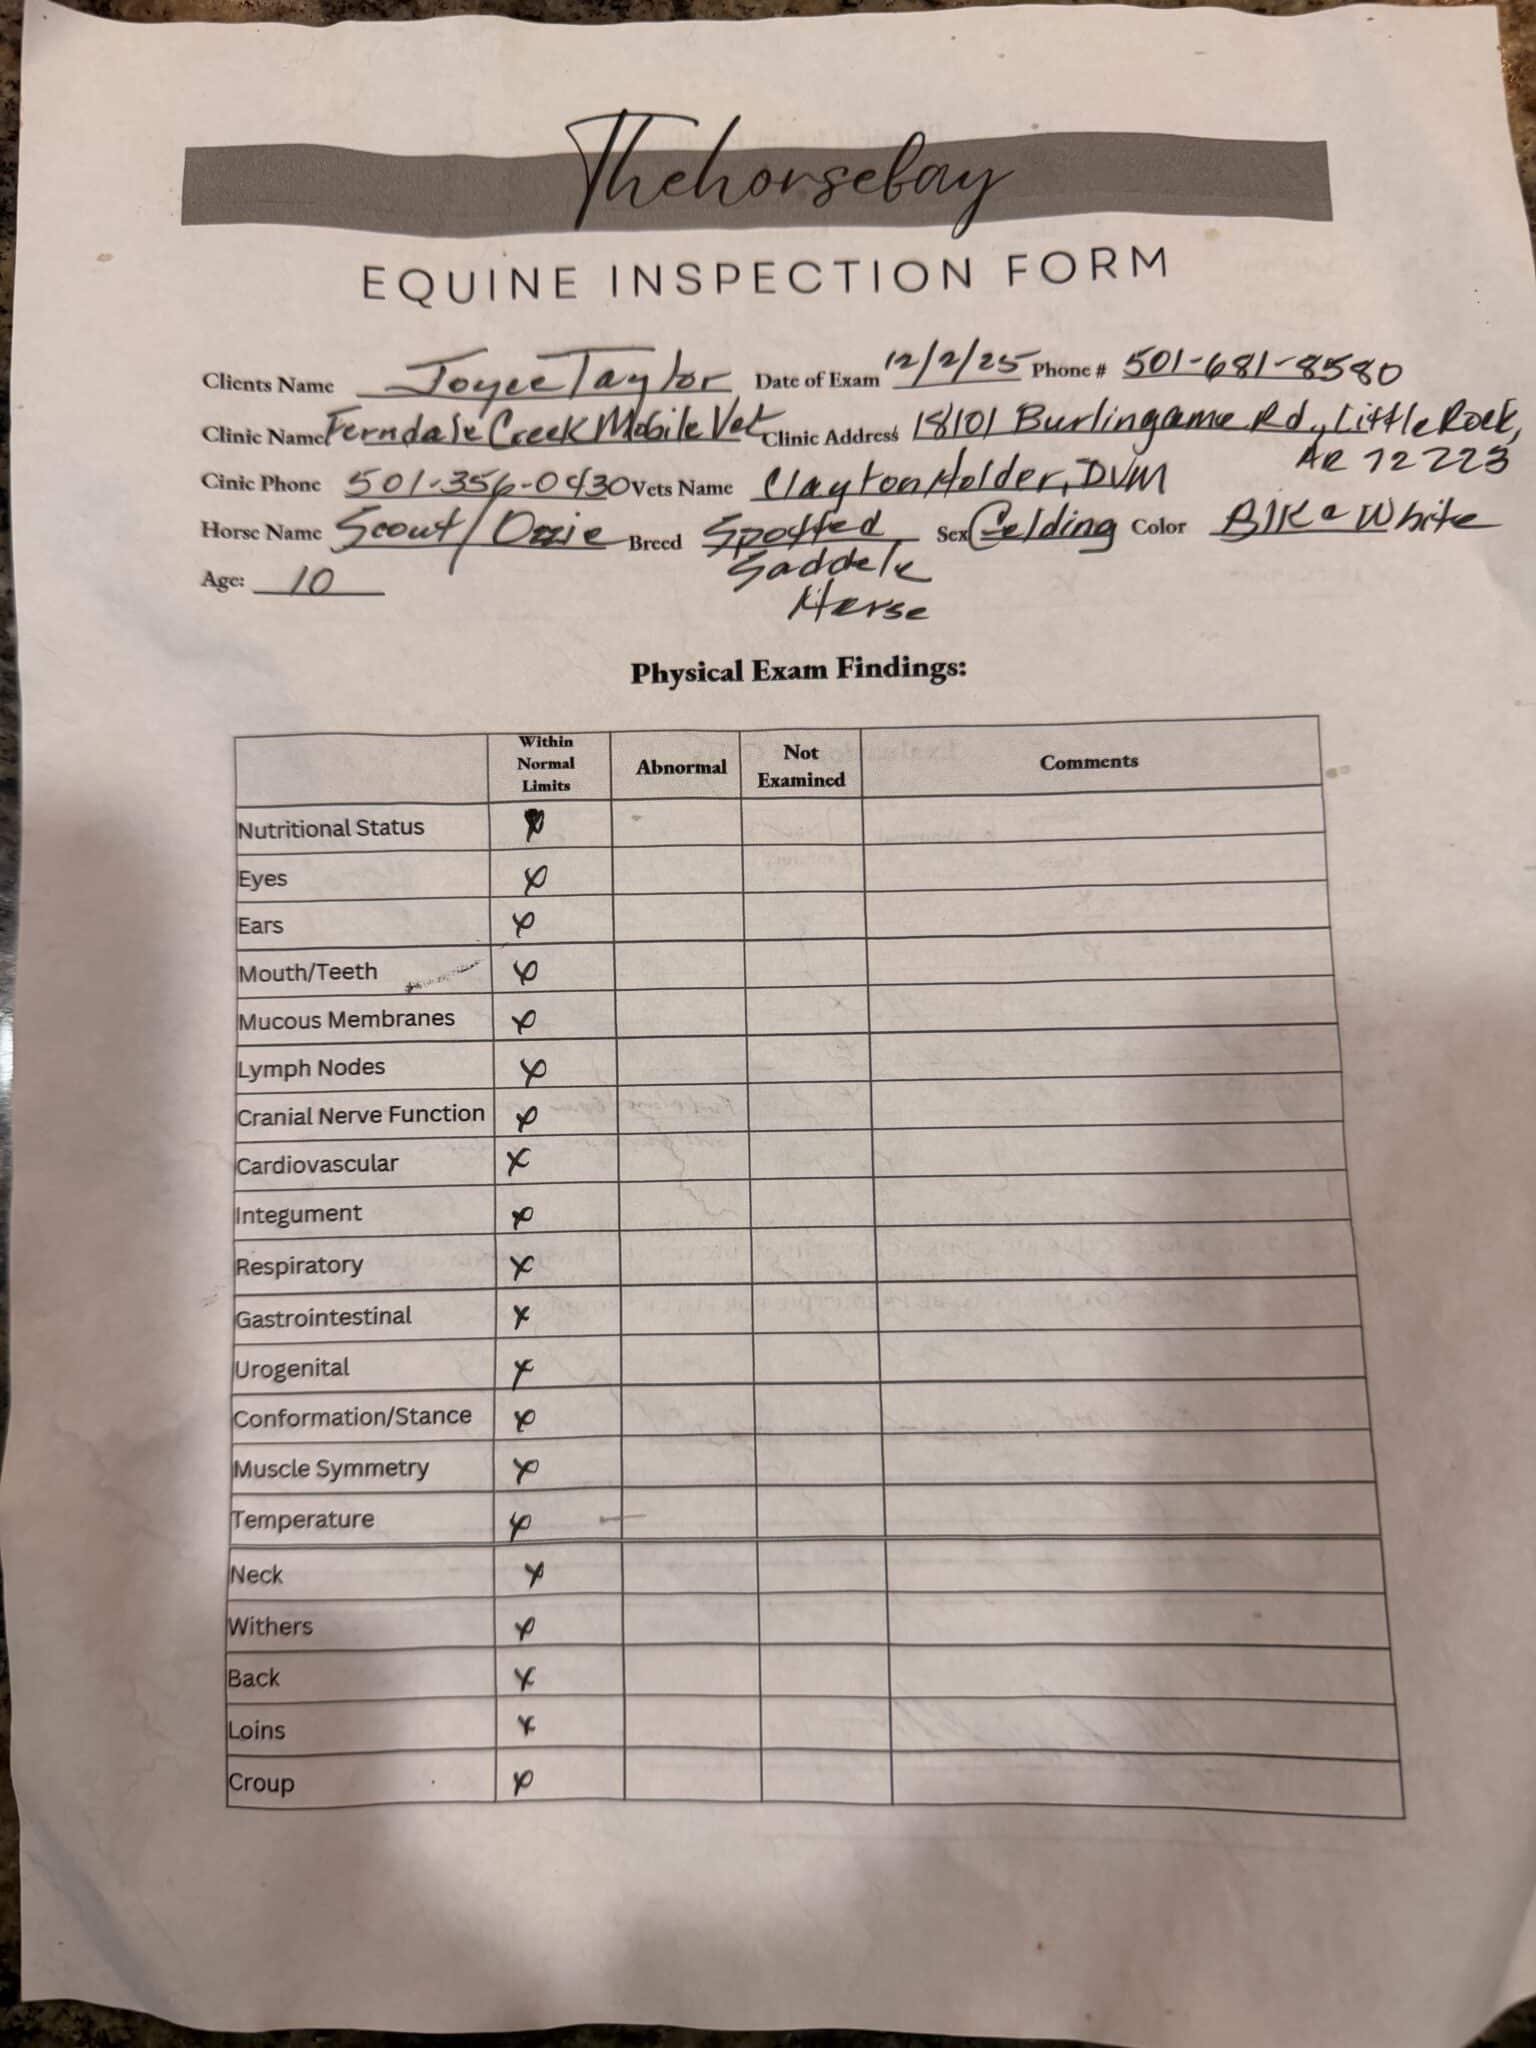 Thehorsebay
EQUINE INSPECTION FORM
Clients Name Joyce Taylor Date of Exam 12/2/25 Phone # 501-681-8580
Clinic Name Ferndale Creek Mobile Vet Clinic Address 18101 Burlingame Rd., Little Rock,
AR 72223
Cinic Phone 501-356-0430 Vets Name Clayton Holder, DVM
Horse Name Scout/Ozzie Breed Spotted Sex Gelding Color Blk & White
Saddele
Age: 10
Horse
Physical Exam Findings:
Within Normal Limits Abnormal Not Examined Comments
Nutritional Status X
Eyes X
Ears X
Mouth/Teeth X
Mucous Membranes X
Lymph Nodes X
Cranial Nerve Function X
Cardiovascular X
Integument X
Respiratory X
Gastrointestinal X
Urogenital X
Conformation/Stance X
Muscle Symmetry X
Temperature X
Neck X
Withers X
Back X
Loins X
Croup X